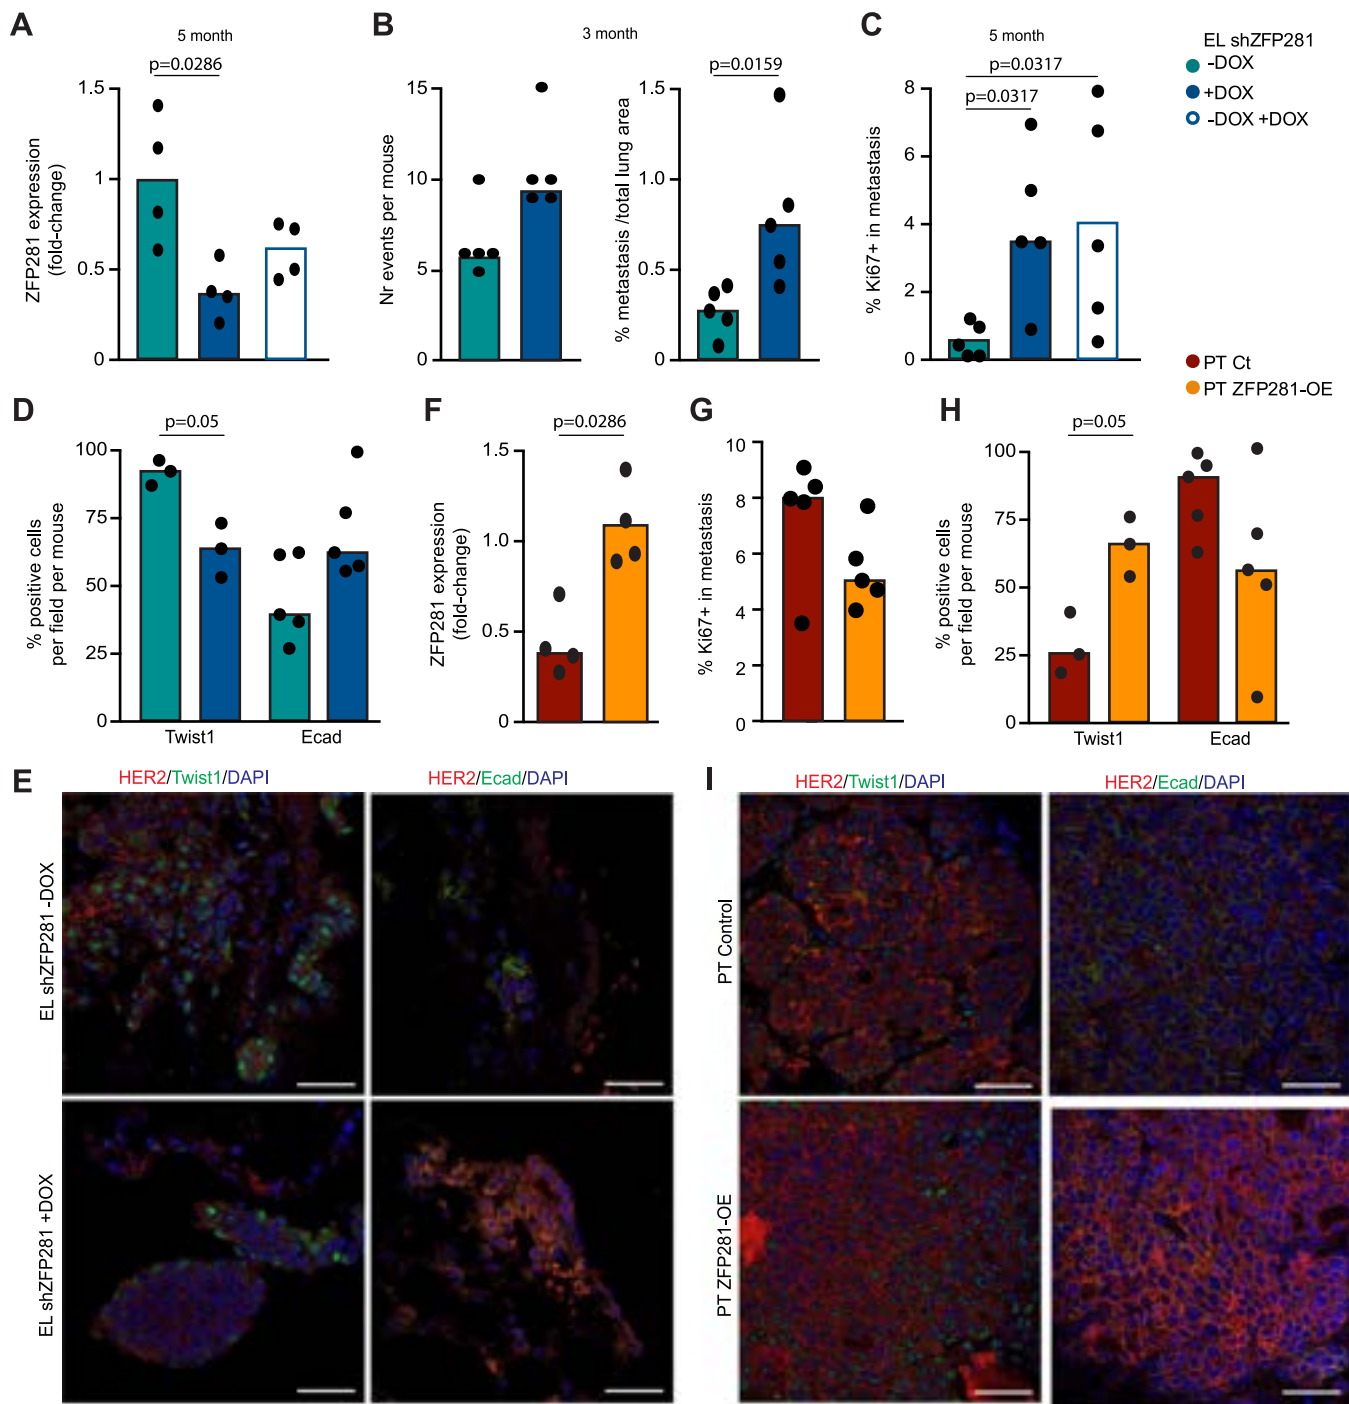 A
5 month
p=0.0286
ZFP281 expression
(fold-change)
1.5
1
0.5
0
B
3 month
Nr events per mouse
15
10
5
0
p=0.0159
% metastasis /total lung area
1.5
1.0
0.5
0
C
5 month
p=0.0317
p=0.0317
% Ki67+ in metastasis
8
6
4
2
0
EL shZFP281
-DOX
+DOX
-DOX +DOX
PT Ct
PT ZFP281-OE
D
p=0.05
% positive cells
per field per mouse
100
75
50
25
0
Twist1
Ecad
F
p=0.0286
ZFP281 expression
(fold-change)
1.5
1.0
0.5
0
G
% Ki67+ in metastasis
10
8
6
4
2
0
H
p=0.05
% positive cells
per field per mouse
100
75
50
25
0
Twist1
Ecad
E
HER2/Twist1/DAPI
HER2/Ecad/DAPI
EL shZFP281 -DOX
EL shZFP281 +DOX
I
HER2/Twist1/DAPI
HER2/Ecad/DAPI
PT Control
PT ZFP281-OE